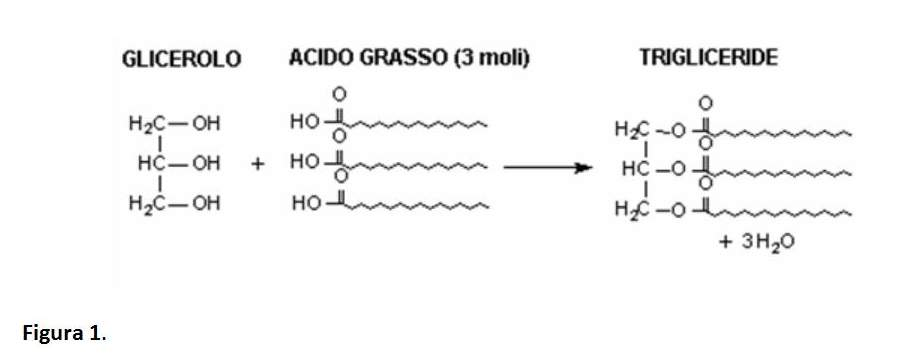 GLICEROLO ACIDO GRASSO (3 moli) TRIGLICERIDE
O O
H₂C—OH HO H₂C–O
O O
HC—OH + HO HC–O
O O
H₂C—OH HO H₂C–O
+ 3H₂O
Figura 1.